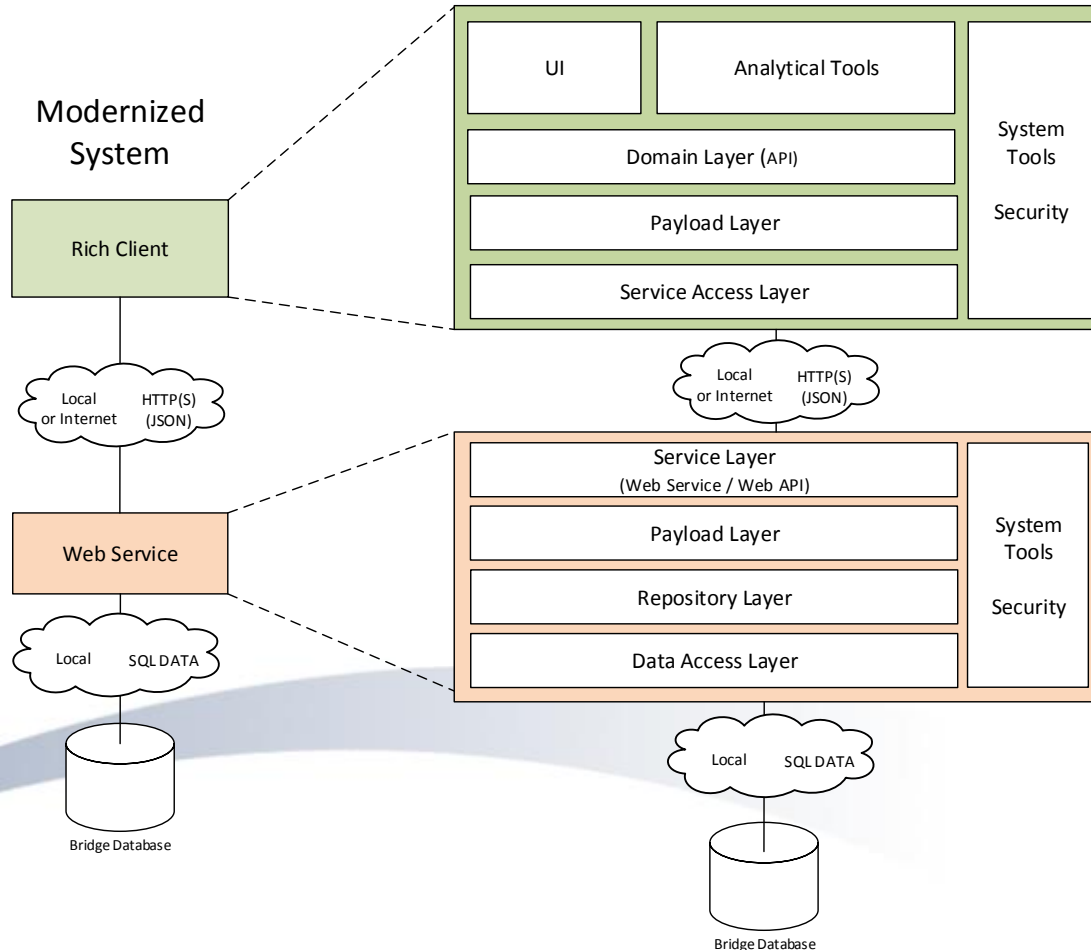 Modernized
System
Rich Client
Local
or Internet
HTTP(S)
(JSON)
Web Service
Local
SQL DATA
Bridge Database
UI
Analytical Tools
Domain Layer (API)
Payload Layer
Service Access Layer
System
Tools
Security
Local
or Internet
HTTP(S)
(JSON)
Service Layer
(Web Service / Web API)
Payload Layer
Repository Layer
Data Access Layer
System
Tools
Security
Local
SQL DATA
Bridge Database